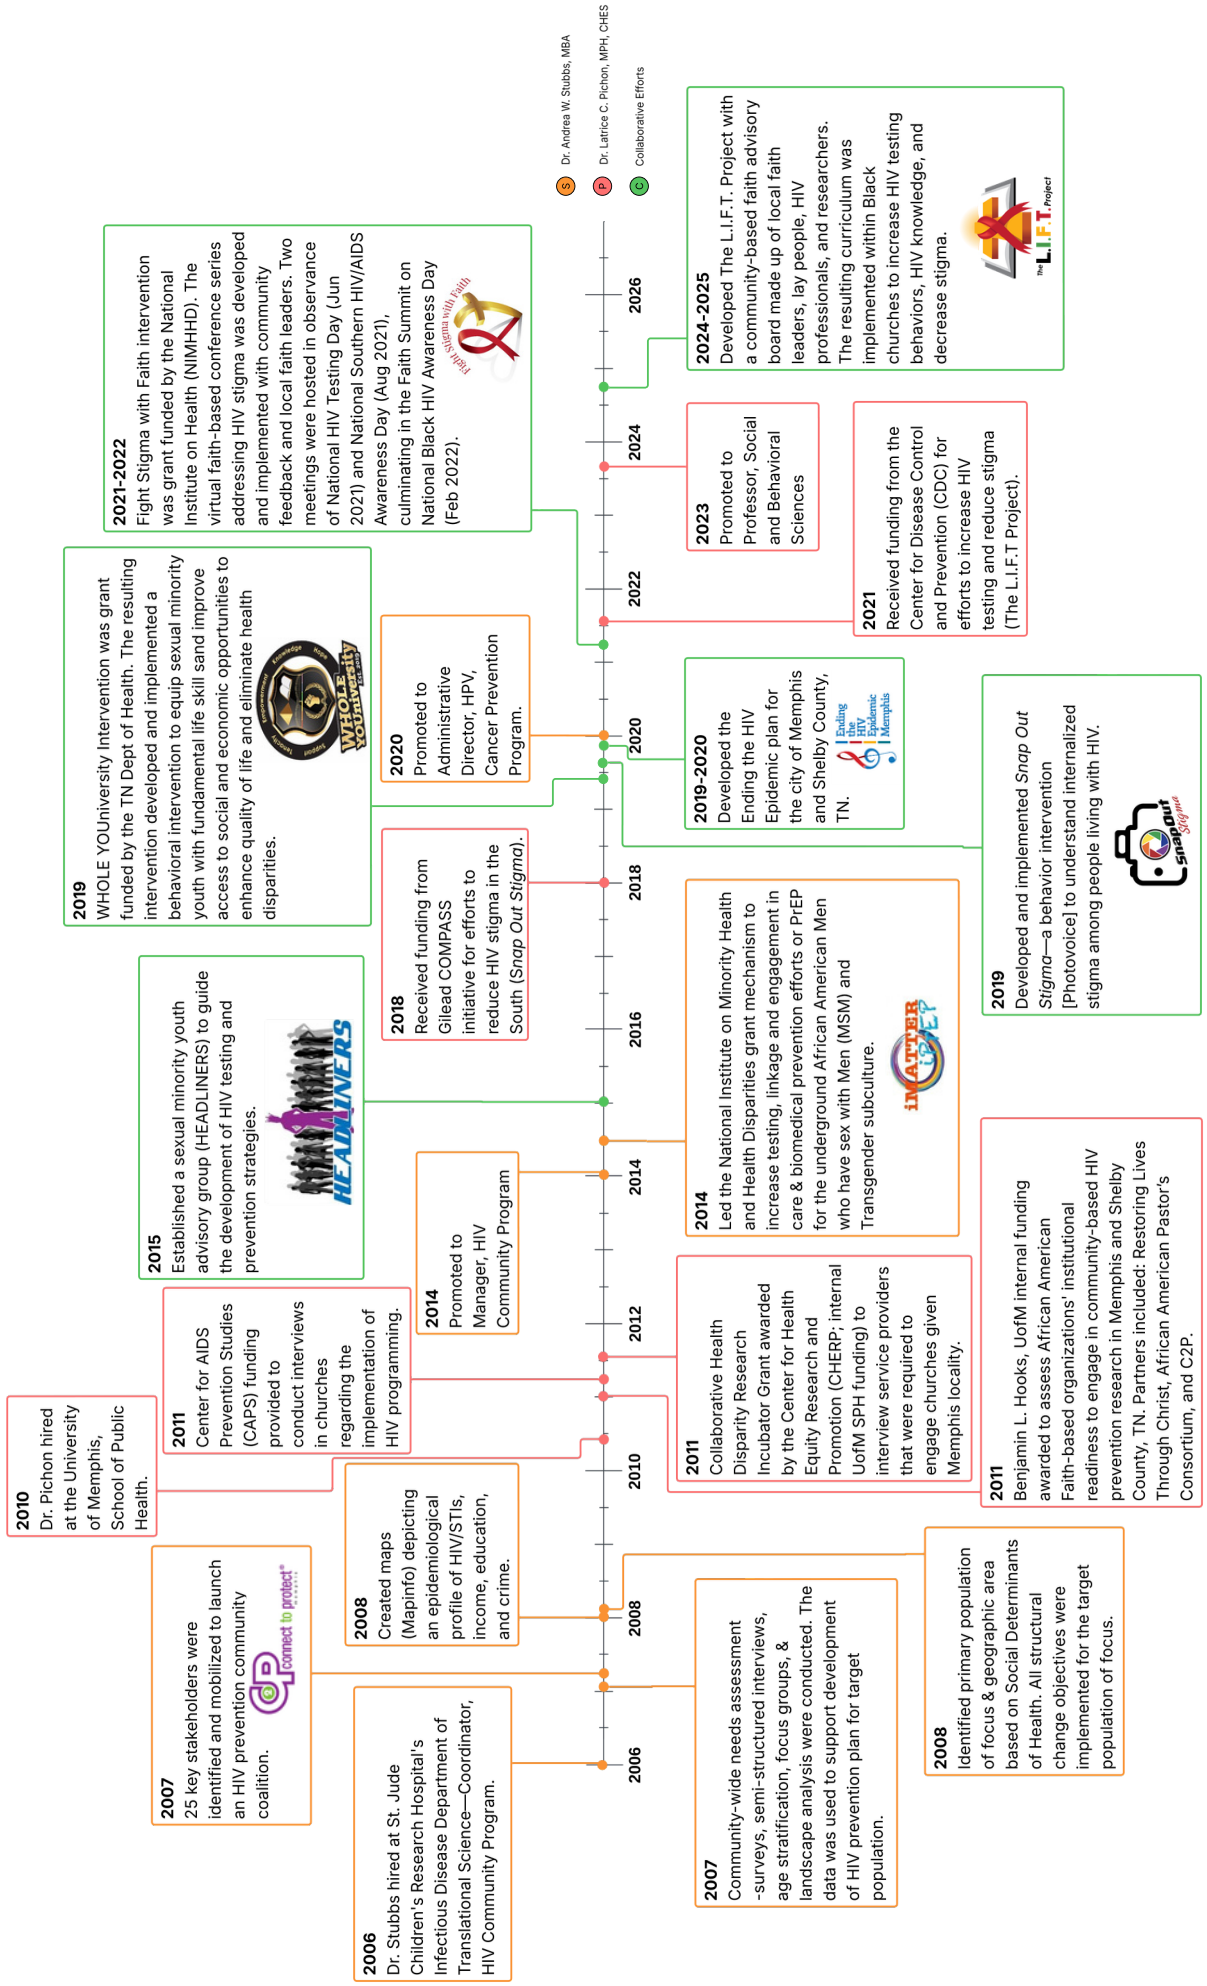 2006
Dr. Stubbs hired at St. Jude
Children's Research Hospital's
Infectious Disease Department of
Translational Science—Coordinator,
HIV Community Program.
2007
25 key stakeholders were
identified and mobilized to launch
an HIV prevention community
coalition.
connect to protect
2007
Community-wide needs assessment
-surveys, semi-structured interviews,
age stratification, focus groups, &
landscape analysis were conducted. The
data was used to support development
of HIV prevention plan for target
population.
2008
Created maps
(Mapinfo) depicting
an epidemiological
profile of HIV/STIs,
income, education,
and crime.
2008
Identified primary population
of focus & geographic area
based on Social Determinants
of Health. All structural
change objectives were
implemented for the target
population of focus.
2010
Dr. Pichon hired
at the University
of Memphis,
School of Public
Health.
2011
Center for AIDS
Prevention Studies
(CAPS) funding
provided to
conduct interviews
in churches
regarding the
implementation of
HIV programming.
2011
Collaborative Health
Disparity Research
Incubator Grant awarded
by the Center for Health
Equity Research and
Promotion (CHERP; internal
UofM SPH funding) to
interview service providers
that were required to
engage churches given
Memphis locality.
2011
Benjamin L. Hooks, UofM internal funding
awarded to assess African American
Faith-based organizations' institutional
readiness to engage in community-based HIV
prevention research in Memphis and Shelby
County, TN. Partners included: Restoring Lives
Through Christ, African American Pastor's
Consortium, and C2P.
2014
Promoted to
Manager, HIV
Community Program
2014
Led the National Institute on Minority Health
and Health Disparities grant mechanism to
increase testing, linkage and engagement in
care & biomedical prevention efforts or PrEP
for the underground African American Men
who have sex with Men (MSM) and
Transgender subculture.
iMATTER
iPrEP
2015
Established a sexual minority youth
advisory group (HEADLINERS) to guide
the development of HIV testing and
prevention strategies.
HEADLINERS
2018
Received funding from
Gilead COMPASS
initiative for efforts to
reduce HIV stigma in the
South (Snap Out Stigma).
2019
WHOLE YOUniversity Intervention was grant
funded by the TN Dept of Health. The resulting
intervention developed and implemented a
behavioral intervention to equip sexual minority
youth with fundamental life skill sand improve
access to social and economic opportunities to
enhance quality of life and eliminate health
disparities.
Support Tenacity Empowerment Knowledge Hope
WHOLE
YOUniversity
2019
Developed and implemented Snap Out
Stigma—a behavior intervention
[Photovoice] to understand internalized
stigma among people living with HIV.
SnapOut
Stigma
2019-2020
Developed the
Ending the HIV
Epidemic plan for
the city of Memphis
and Shelby County,
TN.
Ending
the
HIV
Epidemic
Memphis
2020
Promoted to
Administrative
Director, HPV,
Cancer Prevention
Program.
2021-2022
Fight Stigma with Faith intervention
was grant funded by the National
Institute on Health (NIMHHD). The
virtual faith-based conference series
addressing HIV stigma was developed
and implemented with community
feedback and local faith leaders. Two
meetings were hosted in observance
of National HIV Testing Day (Jun
2021) and National Southern HIV/AIDS
Awareness Day (Aug 2021),
culminating in the Faith Summit on
National Black HIV Awareness Day
(Feb 2022).
Fight Stigma with Faith
2021
Received funding from the
Center for Disease Control
and Prevention (CDC) for
efforts to increase HIV
testing and reduce stigma
(The L.I.F.T Project).
2023
Promoted to
Professor, Social
and Behavioral
Sciences
2024-2025
Developed The L.I.F.T. Project with
a community-based faith advisory
board made up of local faith
leaders, lay people, HIV
professionals, and researchers.
The resulting curriculum was
implemented within Black
churches to increase HIV testing
behaviors, HIV knowledge, and
decrease stigma.
The L.I.F.T. Project
2006 2008 2010 2012 2014 2016 2018 2020 2022 2024 2026
S Dr. Andrea W. Stubbs, MBA
P Dr. Latrice C. Pichon, MPH, CHES
C Collaborative Efforts